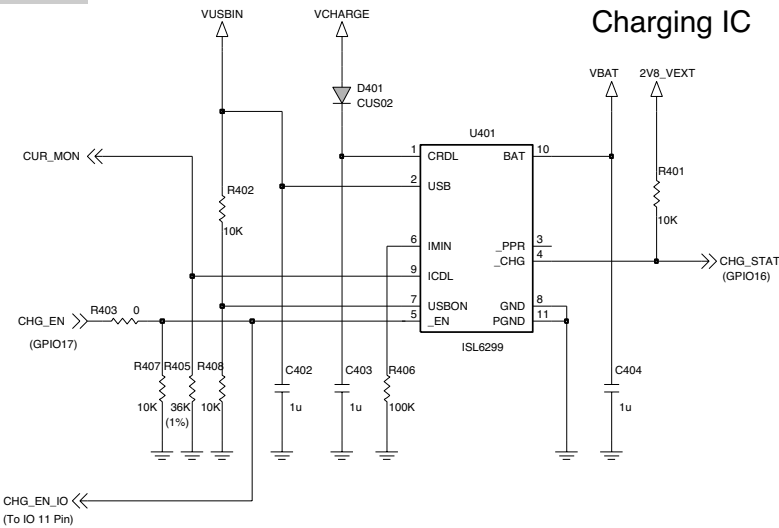 Charging IC
VUSBIN
VCHARGE
VBAT
2V8_VEXT
D401
CUS02
U401
CUR_MON
1
CRDL
BAT
10
2
USB
R402
10K
R401
10K
6
IMIN
_PPR
3
_CHG
4
CHG_STAT
(GPIO16)
9
ICDL
7
USBON
GND
8
5
_EN
PGND
11
ISL6299
CHG_EN
R403
0
(GPIO17)
R407
R405
R408
10K
36K
10K
(1%)
C402
1u
C403
1u
R406
100K
C404
1u
CHG_EN_IO
(To IO 11 Pin)